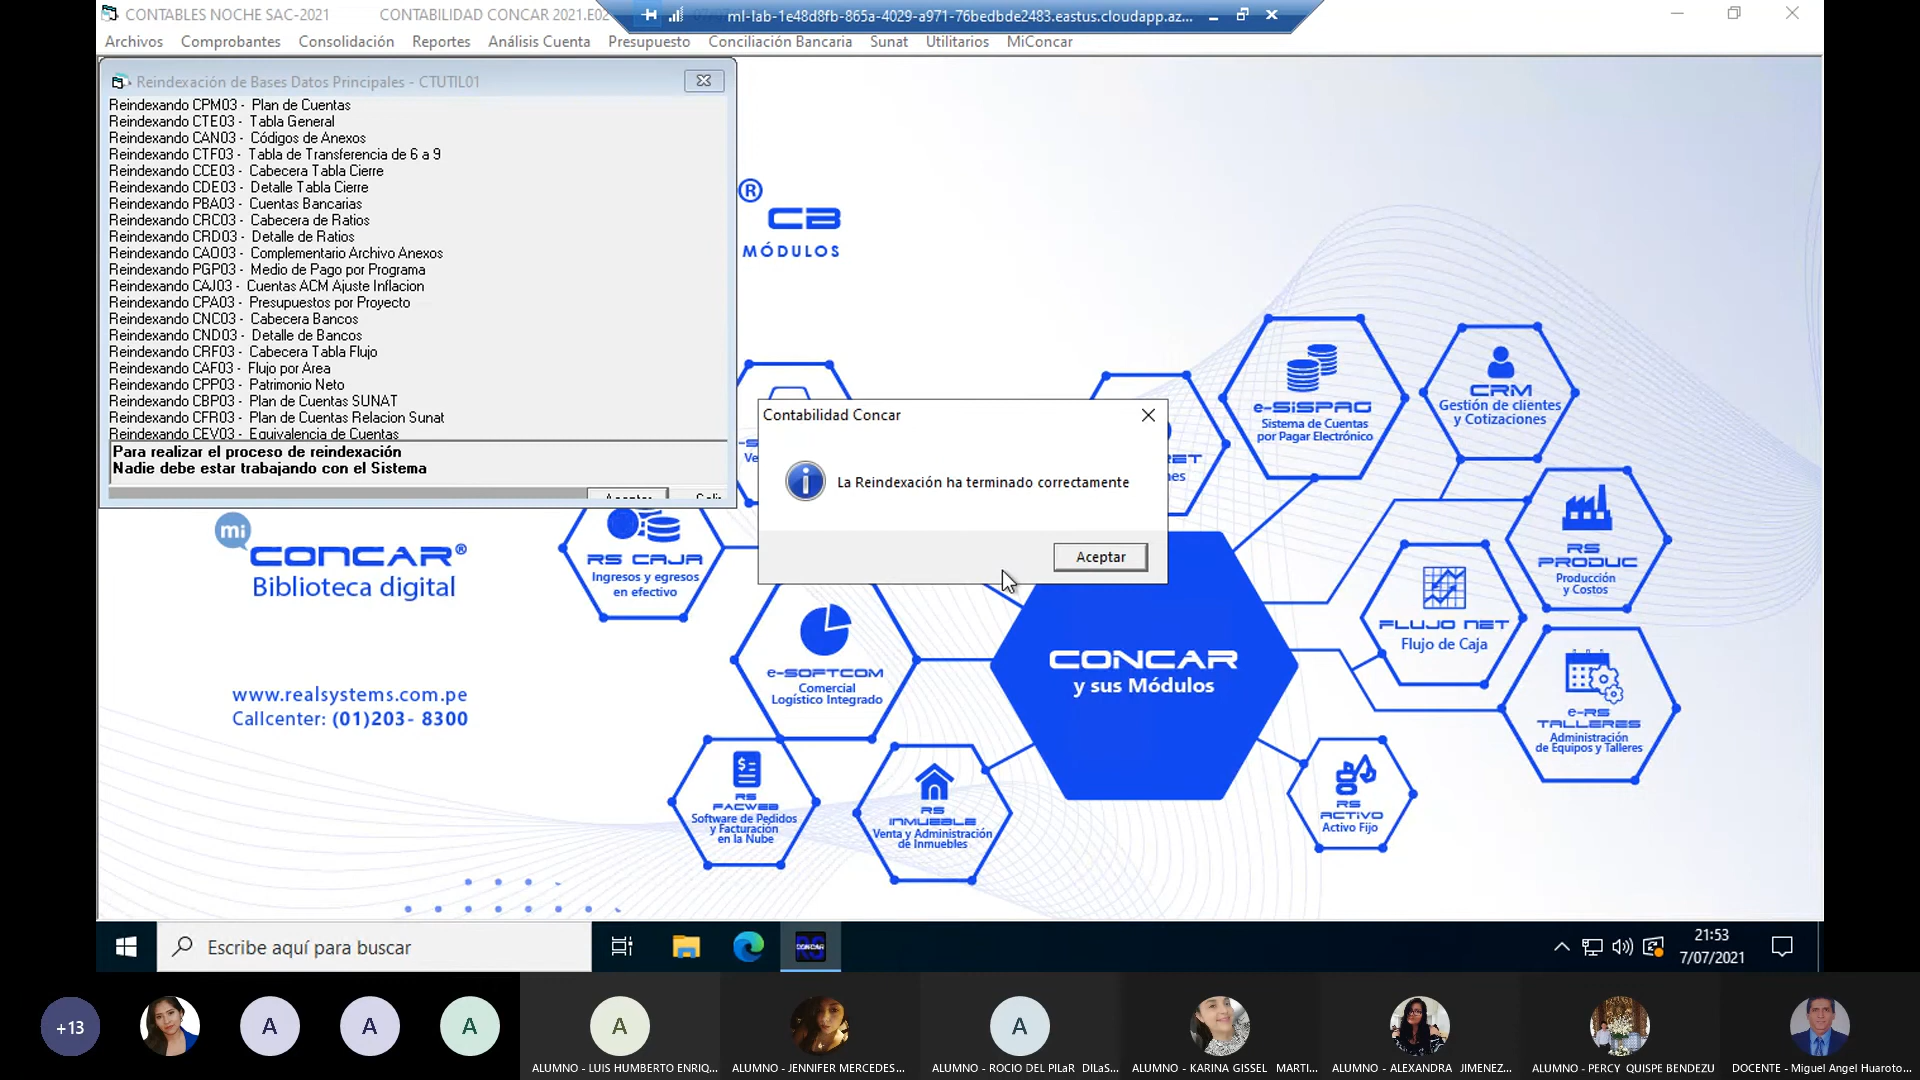 CONTABLES NOCHE SAC-2021
CONTABILIDAD CONCAR 2021.E02
ml-lab-1e48d8fb-865a-4029-a971-76bedbde2483.eastus.cloudapp.az...
Archivos Comprobantes Consolidación Reportes Análisis Cuenta Presupuesto Conciliación Bancaria Sunat Utilitarios MiConcar
Reindexación de Bases Datos Principales - CTUTIL01
Reindexando CPM03 - Plan de Cuentas
Reindexando CTE03 - Tabla General
Reindexando CAN03 - Códigos de Anexos
Reindexando CTF03 - Tabla de Transferencia de 6 a 9
Reindexando CCE03 - Cabecera Tabla Cierre
Reindexando CDE03 - Detalle Tabla Cierre
Reindexando PBA03 - Cuentas Bancarias
Reindexando CRC03 - Cabecera de Ratios
Reindexando CRD03 - Detalle de Ratios
Reindexando CAO03 - Complementario Archivo Anexos
Reindexando PGP03 - Medio de Pago por Programa
Reindexando CAJ03 - Cuentas ACM Ajuste Inflacion
Reindexando CPA03 - Presupuestos por Proyecto
Reindexando CNC03 - Cabecera Bancos
Reindexando CND03 - Detalle de Bancos
Reindexando CRF03 - Cabecera Tabla Flujo
Reindexando CAF03 - Flujo por Area
Reindexando CPP03 - Patrimonio Neto
Reindexando CBP03 - Plan de Cuentas SUNAT
Reindexando CFR03 - Plan de Cuentas Relacion Sunat
Reindexando CEV03 - Equivalencia de Cuentas
Para realizar el proceso de reindexación
Nadie debe estar trabajando con el Sistema
Aceptar Salir
® CB
MÓDULOS
Contabilidad Concar
La Reindexación ha terminado correctamente
Aceptar
e-SISPAG
Sistema de Cuentas
por Pagar Electrónico
CRM
Gestión de clientes
y Cotizaciones
RS
PRODUC
Producción
y Costos
FLUJO NET
Flujo de Caja
e-RS
TALLERES
Administración
de Equipos y Talleres
RS
ACTIVO
Activo Fijo
CONCAR
y sus Módulos
RS CAJA
Ingresos y egresos
en efectivo
e-SOFTCOM
Comercial
Logístico Integrado
RS
FACWEB
Software de Pedidos
y Facturación
en la Nube
RS
INMUEBLE
Venta y Administración
de Inmuebles
mi
CONCAR®
Biblioteca digital
www.realsystems.com.pe
Callcenter: (01)203- 8300
Escribe aquí para buscar
CONCAR
RS
21:53
7/07/2021
+13
A
A
A
A
A
ALUMNO - LUIS HUMBERTO ENRIQ...
ALUMNO - JENNIFER MERCEDES...
ALUMNO - ROCIO DEL PILaR DILaS...
ALUMNO - KARINA GISSEL MARTI...
ALUMNO - ALEXANDRA JIMENEZ...
ALUMNO - PERCY QUISPE BENDEZU
DOCENTE - Miguel Angel Huaroto...